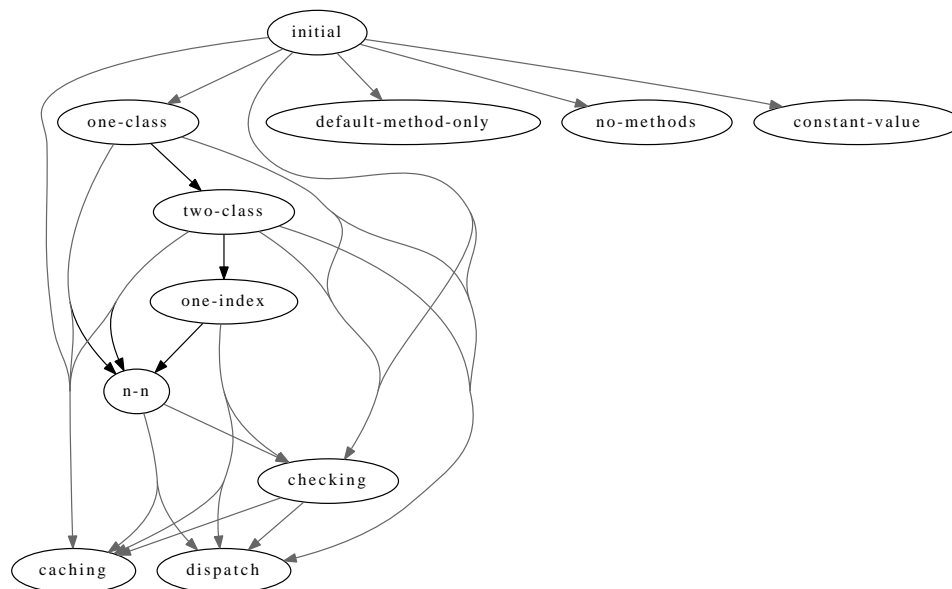 initial
one-class
default-method-only
no-methods
constant-value
two-class
one-index
n-n
checking
caching
dispatch